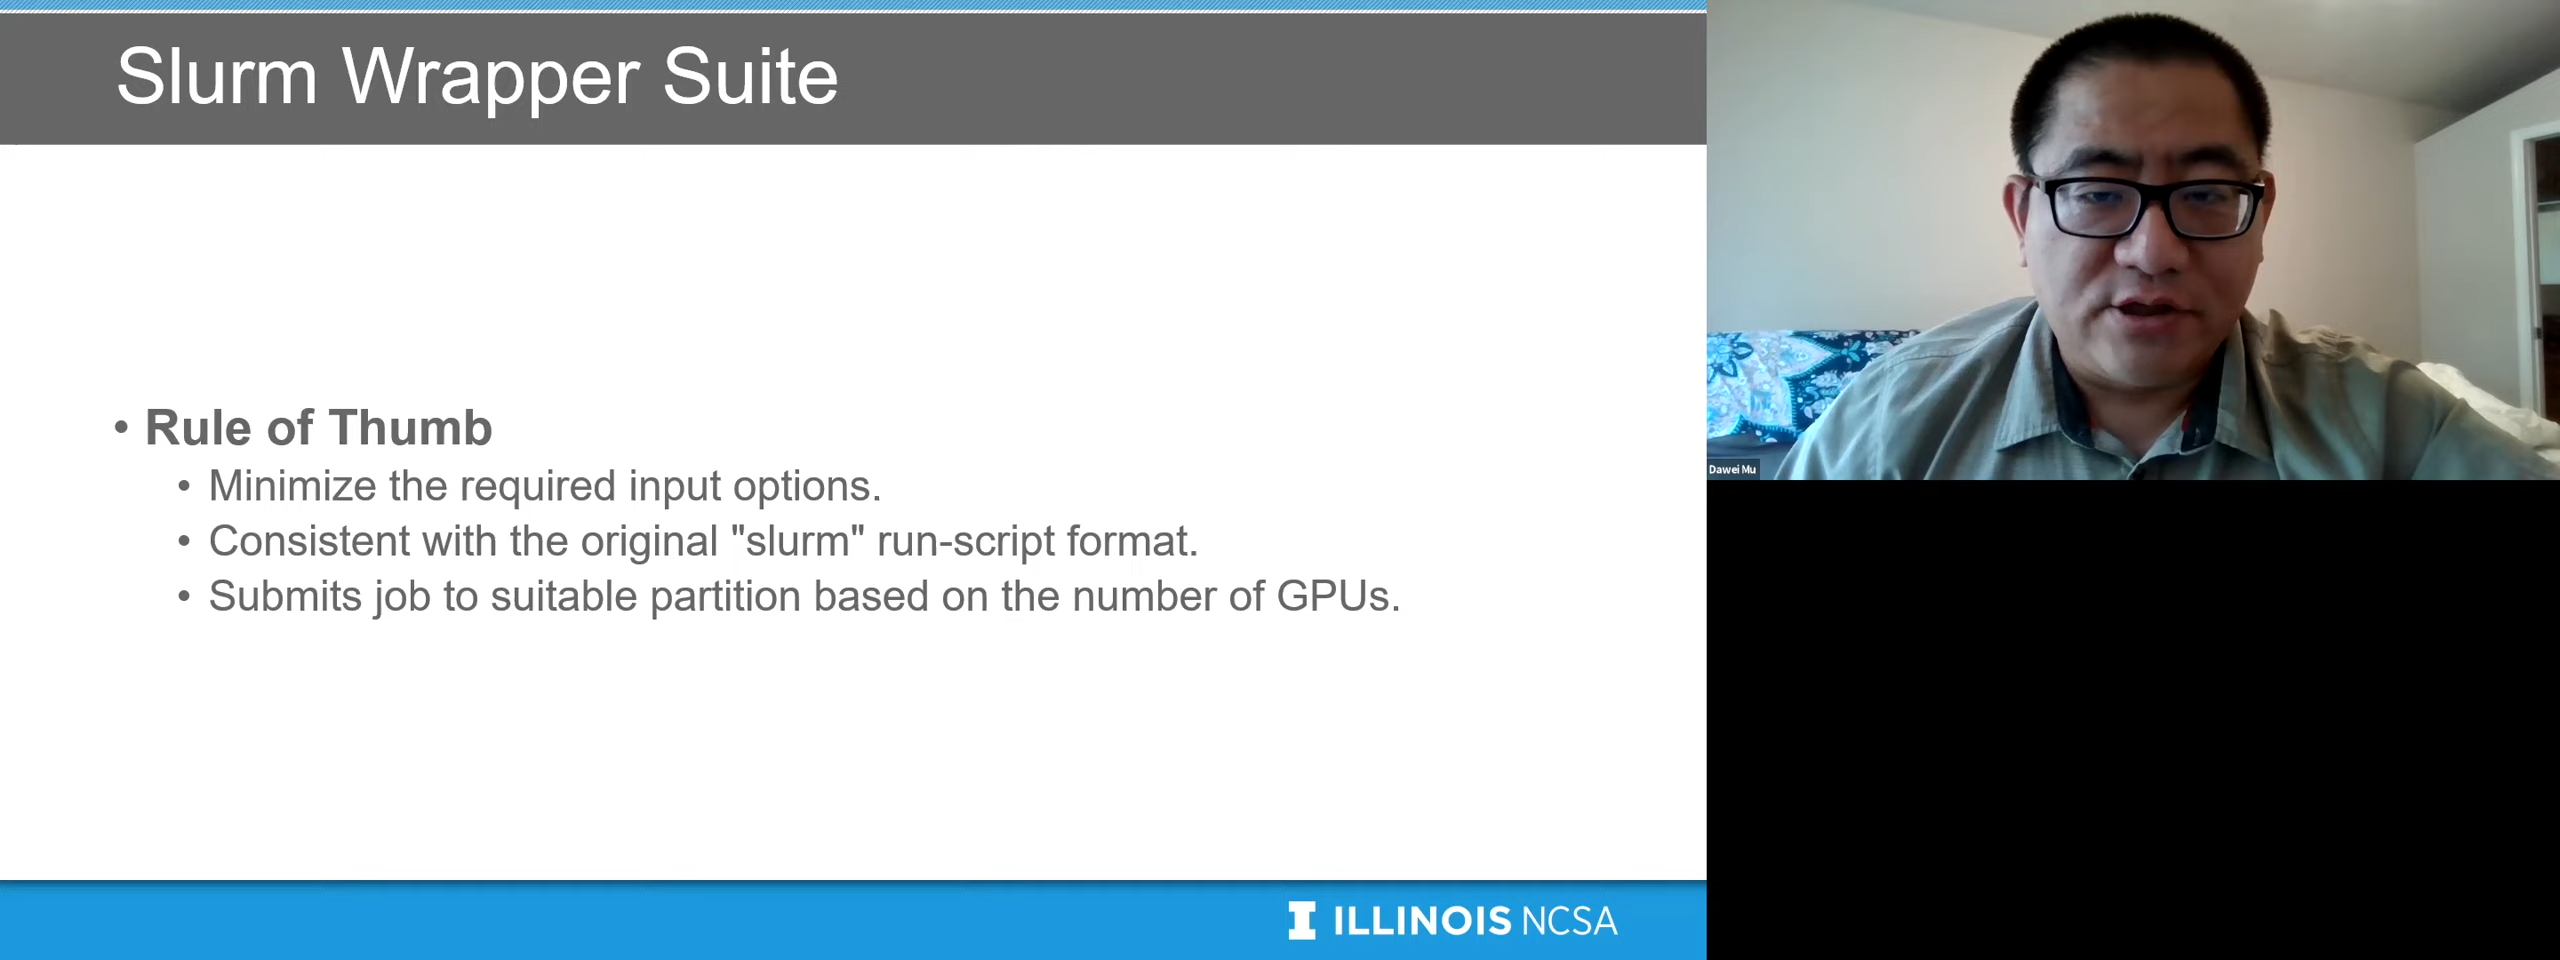 Slurm Wrapper Suite
• Rule of Thumb
• Minimize the required input options.
• Consistent with the original "slurm" run-script format.
• Submits job to suitable partition based on the number of GPUs.
ILLINOIS NCSA
Dawei Mu